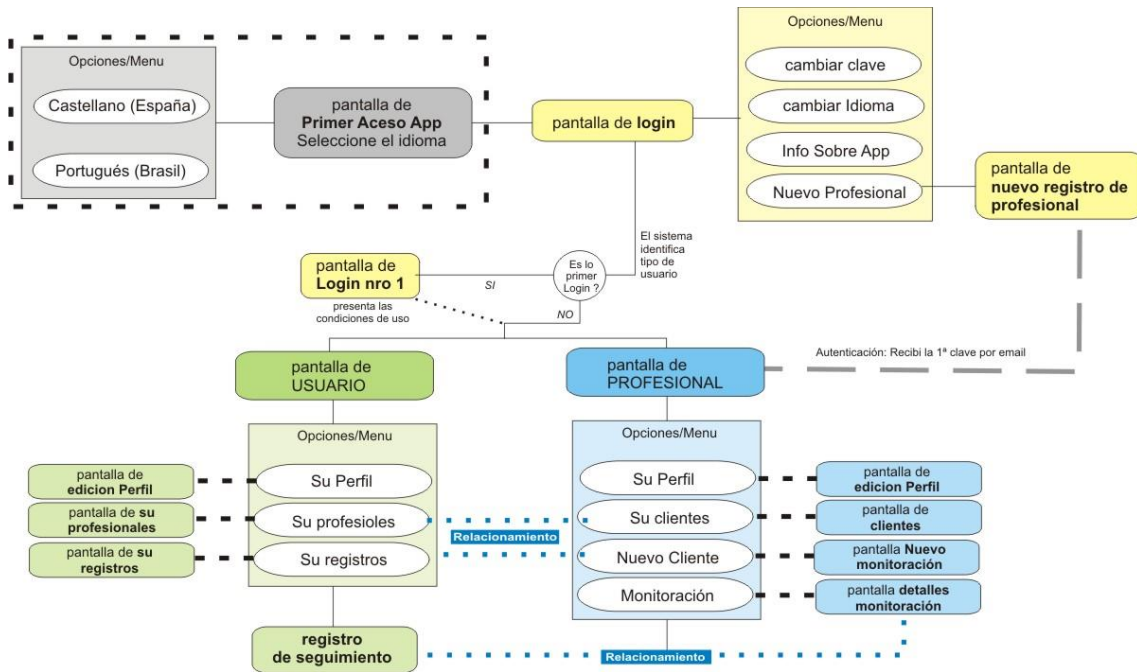 Opciones/Menu
Castellano (España)
Portugués (Brasil)
pantalla de
Primer Aceso App
Seleccione el idioma
pantalla de login
Opciones/Menu
cambiar clave
cambiar Idioma
Info Sobre App
Nuevo Profesional
pantalla de
nuevo registro de
profesional
El sistema
identifica
tipo de
usuario
Es lo
primer
Login ?
SI
NO
pantalla de
Login nro 1
presenta las
condiciones de uso
Autenticación: Recibi la 1ª clave por email
pantalla de
USUARIO
pantalla de
PROFESIONAL
Opciones/Menu
Su Perfil
Su profesioles
Su registros
pantalla de
edicion Perfil
pantalla de su
profesionales
pantalla de su
registros
registro
de seguimiento
Relacionamiento
Relacionamiento
Opciones/Menu
Su Perfil
Su clientes
Nuevo Cliente
Monitoración
pantalla de
edicion Perfil
pantalla de
clientes
pantalla Nuevo
monitoración
pantalla detalles
monitoración